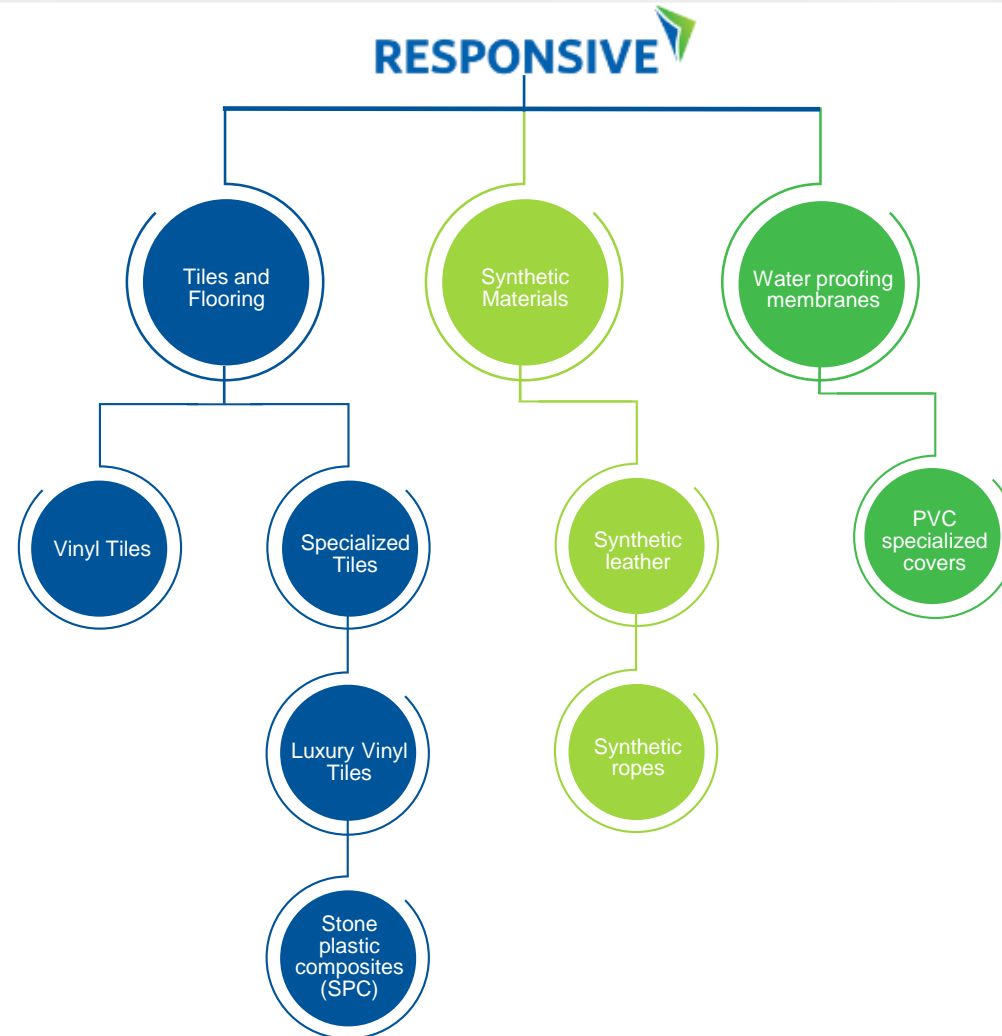 RESPONSIVE
Tiles and
Flooring
Synthetic
Materials
Water proofing
membranes
Vinyl Tiles
Specialized
Tiles
Synthetic
leather
PVC
specialized
covers
Luxury Vinyl
Tiles
Synthetic
ropes
Stone
plastic
composites
(SPC)